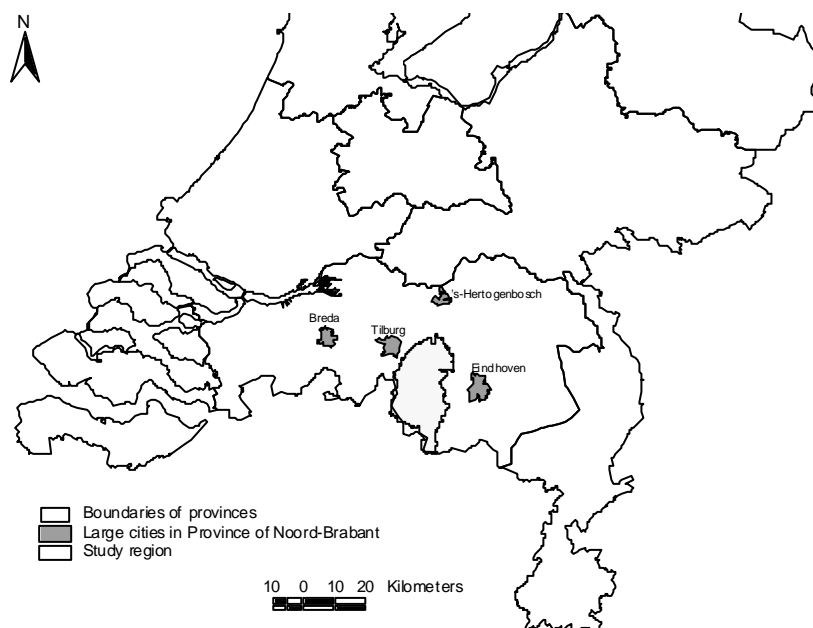 N
's-Hertogenbosch
Breda
Tilburg
Eindhoven
Boundaries of provinces
Large cities in Province of Noord-Brabant
Study region
10 0 10 20 Kilometers